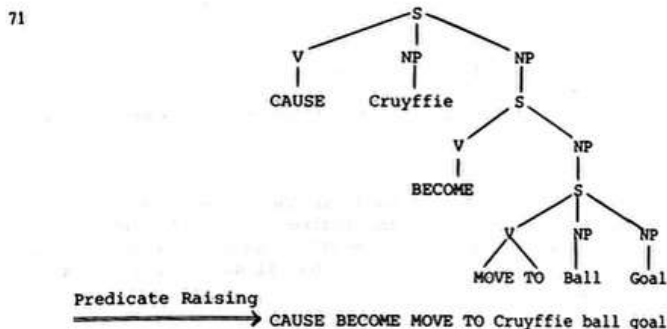 71
S
V NP NP
CAUSE Cruyffie S
V NP
BECOME S
V NP NP
MOVE TO Ball Goal
Predicate Raising
CAUSE BECOME MOVE TO Cruyffie ball goal